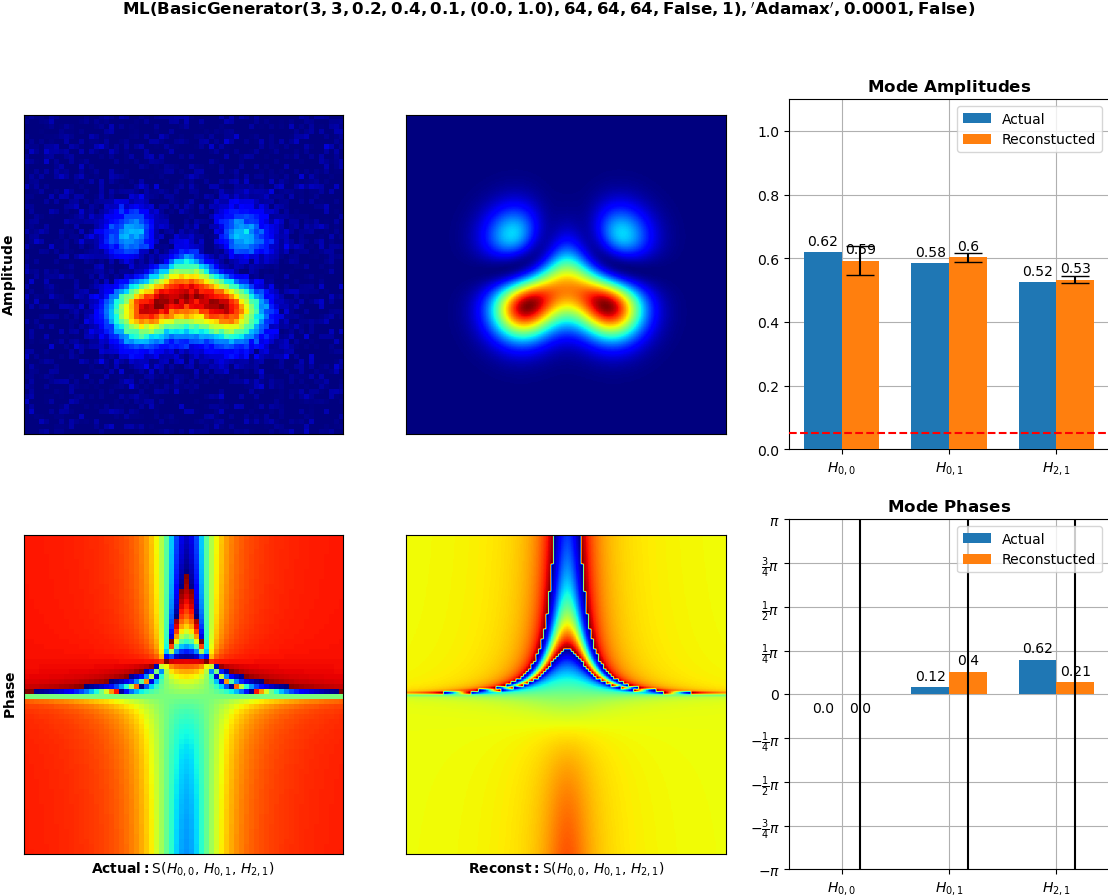 ML(BasicGenerator(3, 3, 0.2, 0.4, 0.1, (0.0, 1.0), 64, 64, 64, False, 1), ′Adamax′, 0.0001, False)
Mode Amplitudes
Actual
Reconstucted
1.0
0.8
0.6
0.4
0.2
0.0
0.62
0.59
0.58
0.6
0.52
0.53
H0,0
H0,1
H2,1
Amplitude
Mode Phases
Actual
Reconstucted
π
3/4π
1/2π
1/4π
0
−1/4π
−1/2π
−3/4π
−π
0.0
0.0
0.12
0.4
0.62
0.21
H0,0
H0,1
H2,1
Phase
Actual: S(H0,0, H0,1, H2,1)
Reconst: S(H0,0, H0,1, H2,1)